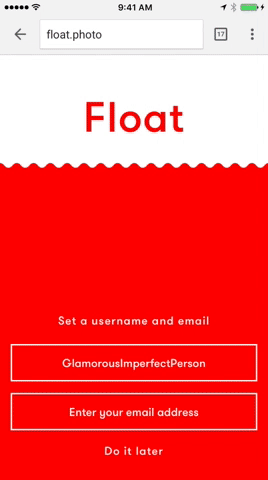 9:41 AM
float.photo
17
Float
Set a username and email
GlamorousImperfectPerson
Enter your email address
Do it later